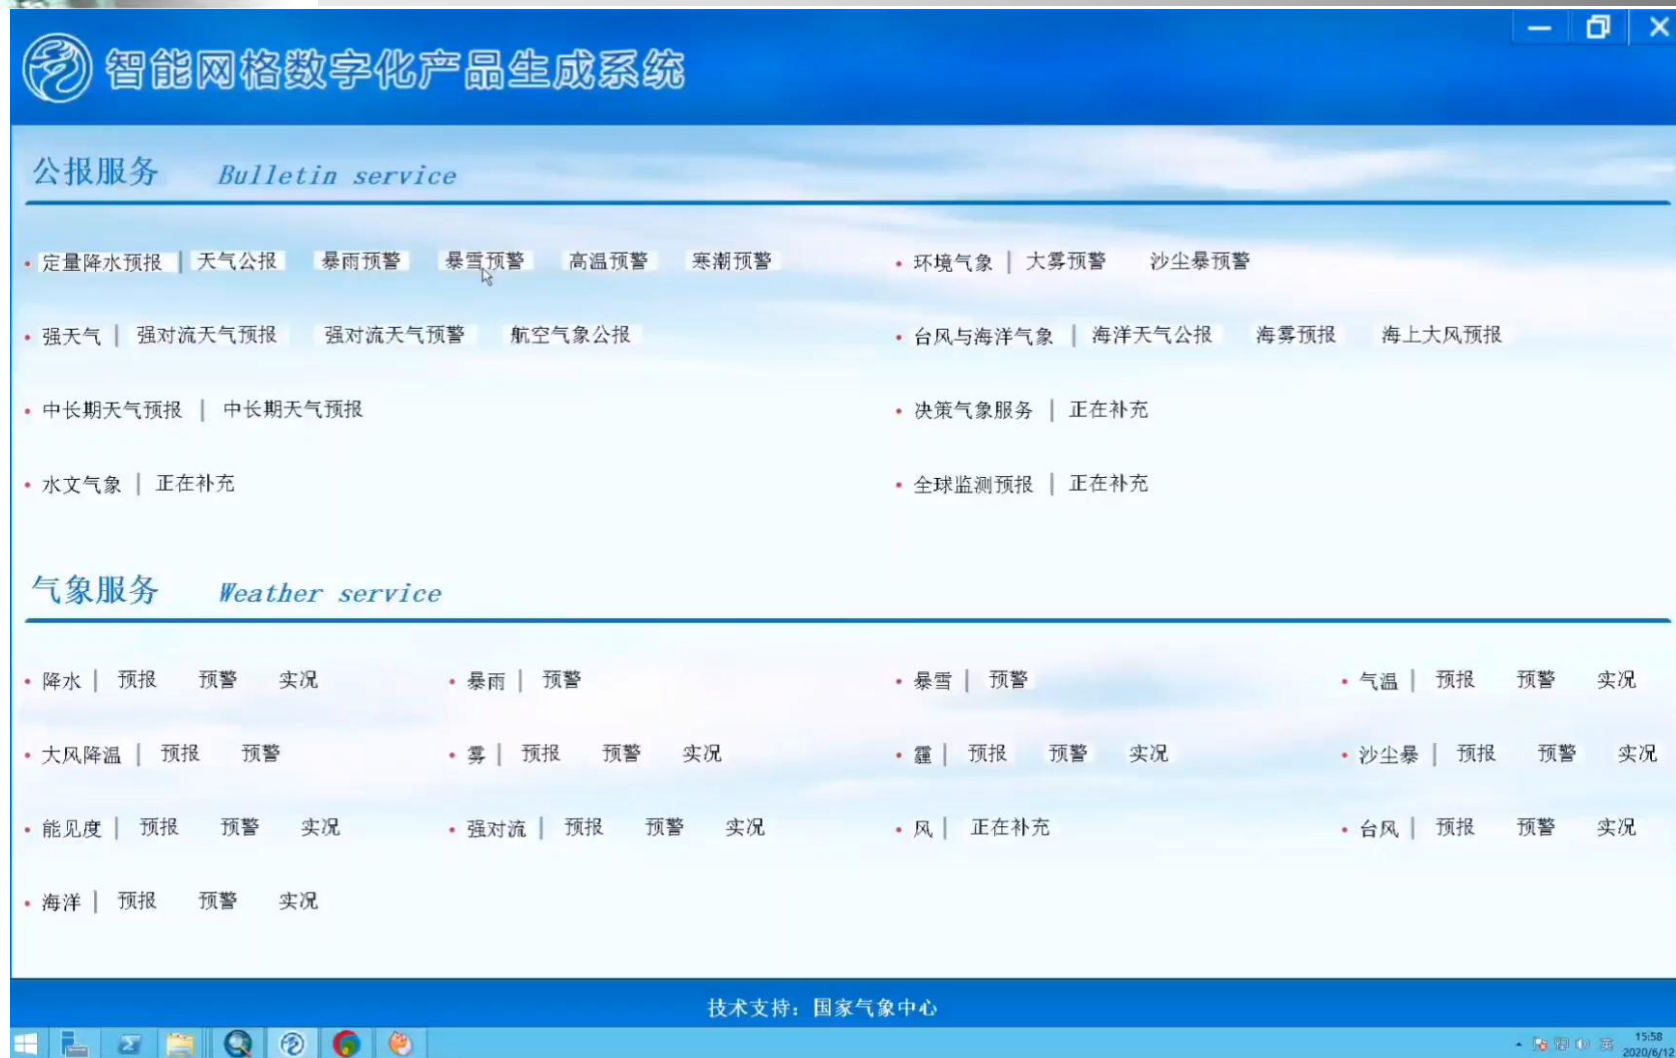 智能网格数字化产品生成系统
公报服务 Bulletin service
• 定量降水预报 | 天气公报 暴雨预警 暴雪预警 高温预警 寒潮预警 • 环境气象 | 大雾预警 沙尘暴预警
• 强天气 | 强对流天气预报 强对流天气预警 航空气象公报 • 台风与海洋气象 | 海洋天气公报 海雾预报 海上大风预报
• 中长期天气预报 | 中长期天气预报 • 决策气象服务 | 正在补充
• 水文气象 | 正在补充 • 全球监测预报 | 正在补充
气象服务 Weather service
• 降水 | 预报 预警 实况 • 暴雨 | 预警 • 暴雪 | 预警 • 气温 | 预报 预警 实况
• 大风降温 | 预报 预警 • 雾 | 预报 预警 实况 • 霾 | 预报 预警 实况 • 沙尘暴 | 预报 预警 实况
• 能见度 | 预报 预警 实况 • 强对流 | 预报 预警 实况 • 风 | 正在补充 • 台风 | 预报 预警 实况
• 海洋 | 预报 预警 实况
技术支持：国家气象中心
英 15:58
2020/6/12